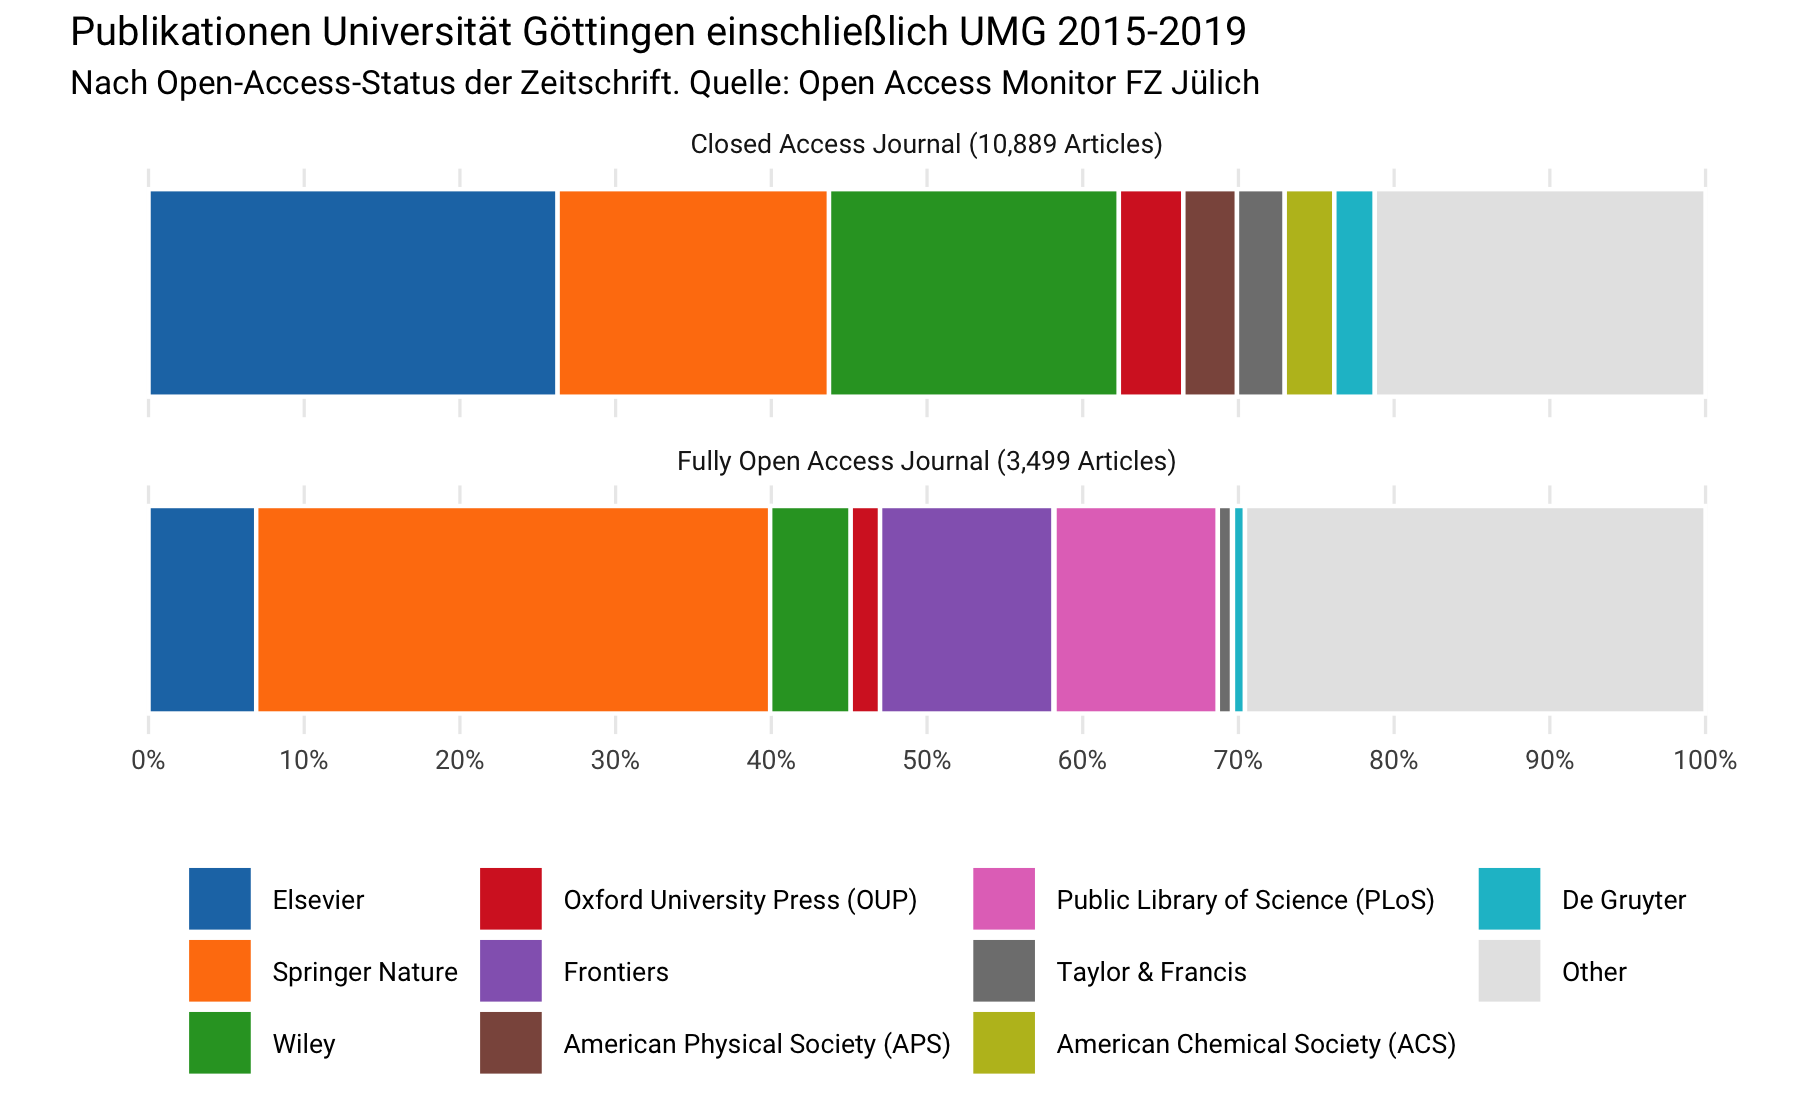 Publikationen Universität Göttingen einschließlich UMG 2015-2019
Nach Open-Access-Status der Zeitschrift. Quelle: Open Access Monitor FZ Jülich
Closed Access Journal (10,889 Articles)
Fully Open Access Journal (3,499 Articles)
0% 10% 20% 30% 40% 50% 60% 70% 80% 90% 100%
Elsevier Oxford University Press (OUP) Public Library of Science (PLoS) De Gruyter
Springer Nature Frontiers Taylor & Francis Other
Wiley American Physical Society (APS) American Chemical Society (ACS)